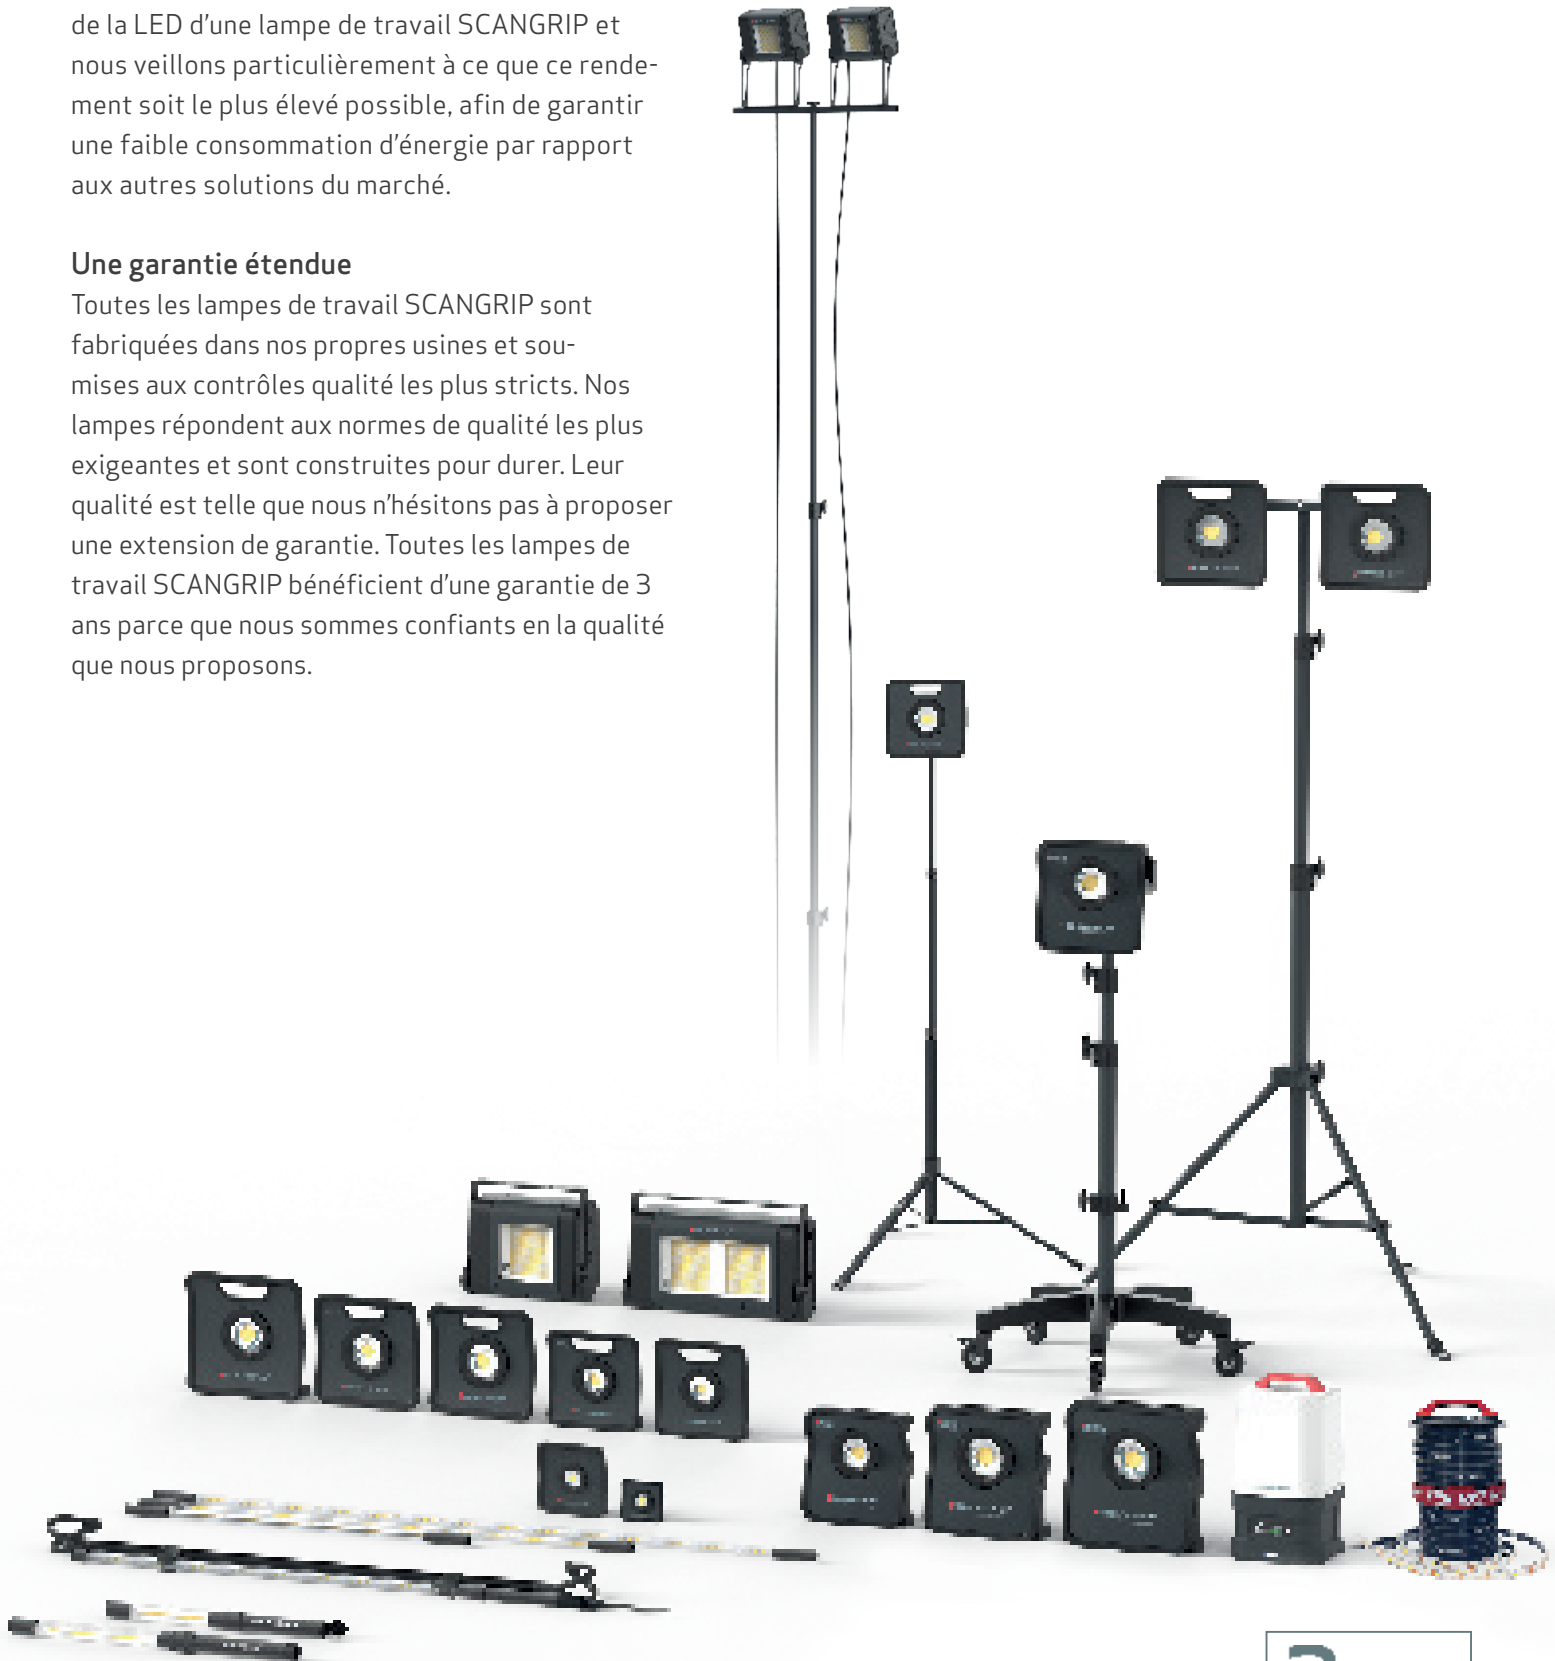 de la LED d’une lampe de travail SCANGRIP et
nous veillons particulièrement à ce que ce rende-
ment soit le plus élevé possible, afin de garantir
une faible consommation d’énergie par rapport
aux autres solutions du marché.
Une garantie étendue
Toutes les lampes de travail SCANGRIP sont
fabriquées dans nos propres usines et sou-
mises aux contrôles qualité les plus stricts. Nos
lampes répondent aux normes de qualité les plus
exigeantes et sont construites pour durer. Leur
qualité est telle que nous n’hésitons pas à proposer
une extension de garantie. Toutes les lampes de
travail SCANGRIP bénéficient d’une garantie de 3
ans parce que nous sommes confiants en la qualité
que nous proposons.